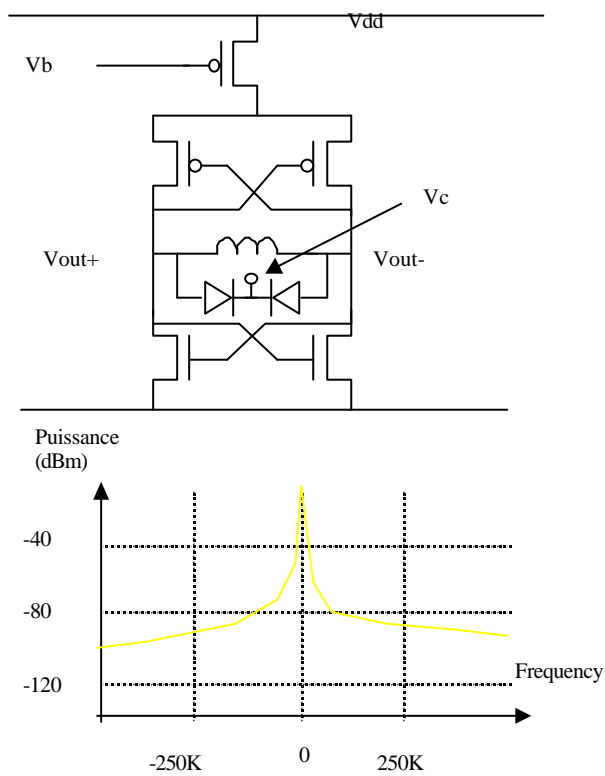 Vdd
Vb
Vc
Vout+
Vout-
Puissance
(dBm)
-40
-80
-120
Frequency
-250K
0
250K